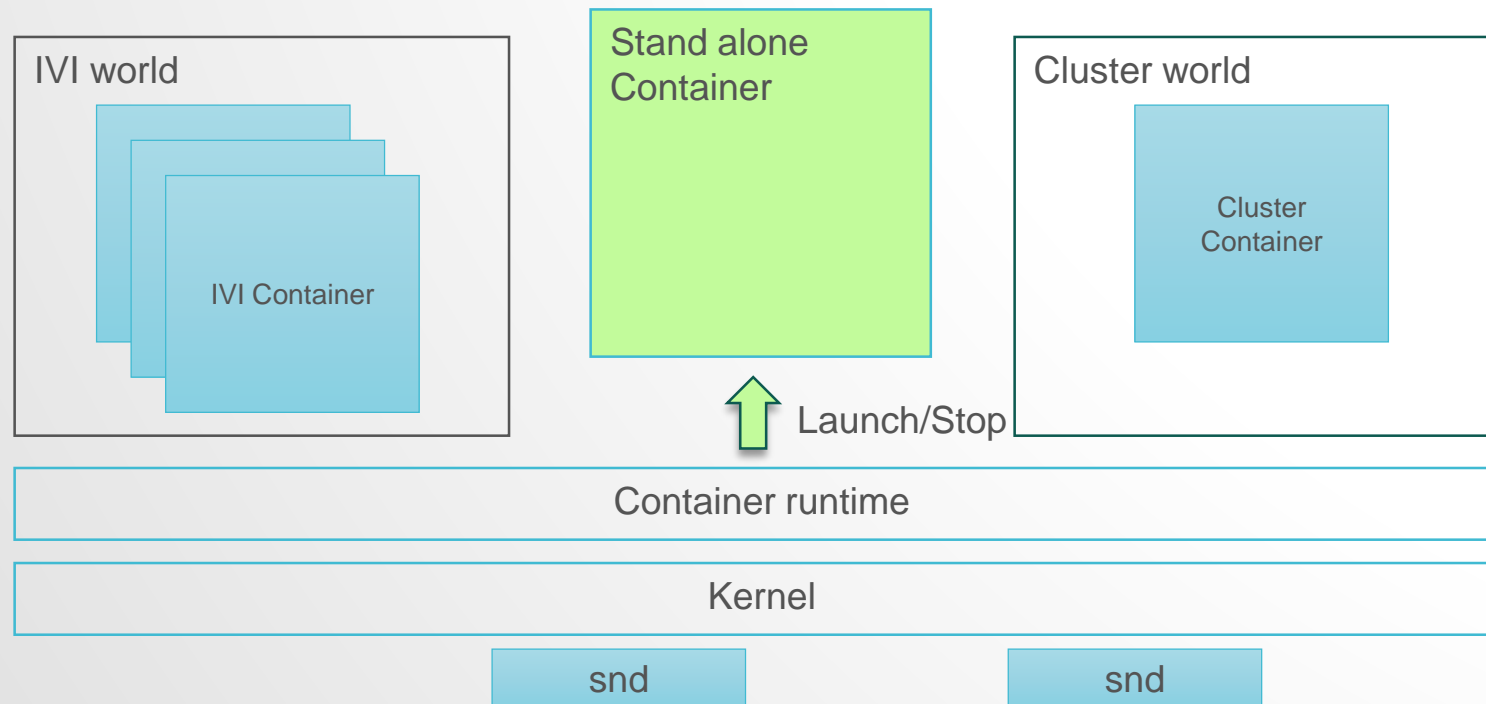 IVI world
IVI Container
Stand alone
Container
Launch/Stop
Cluster world
Cluster
Container
Container runtime
Kernel
snd
snd